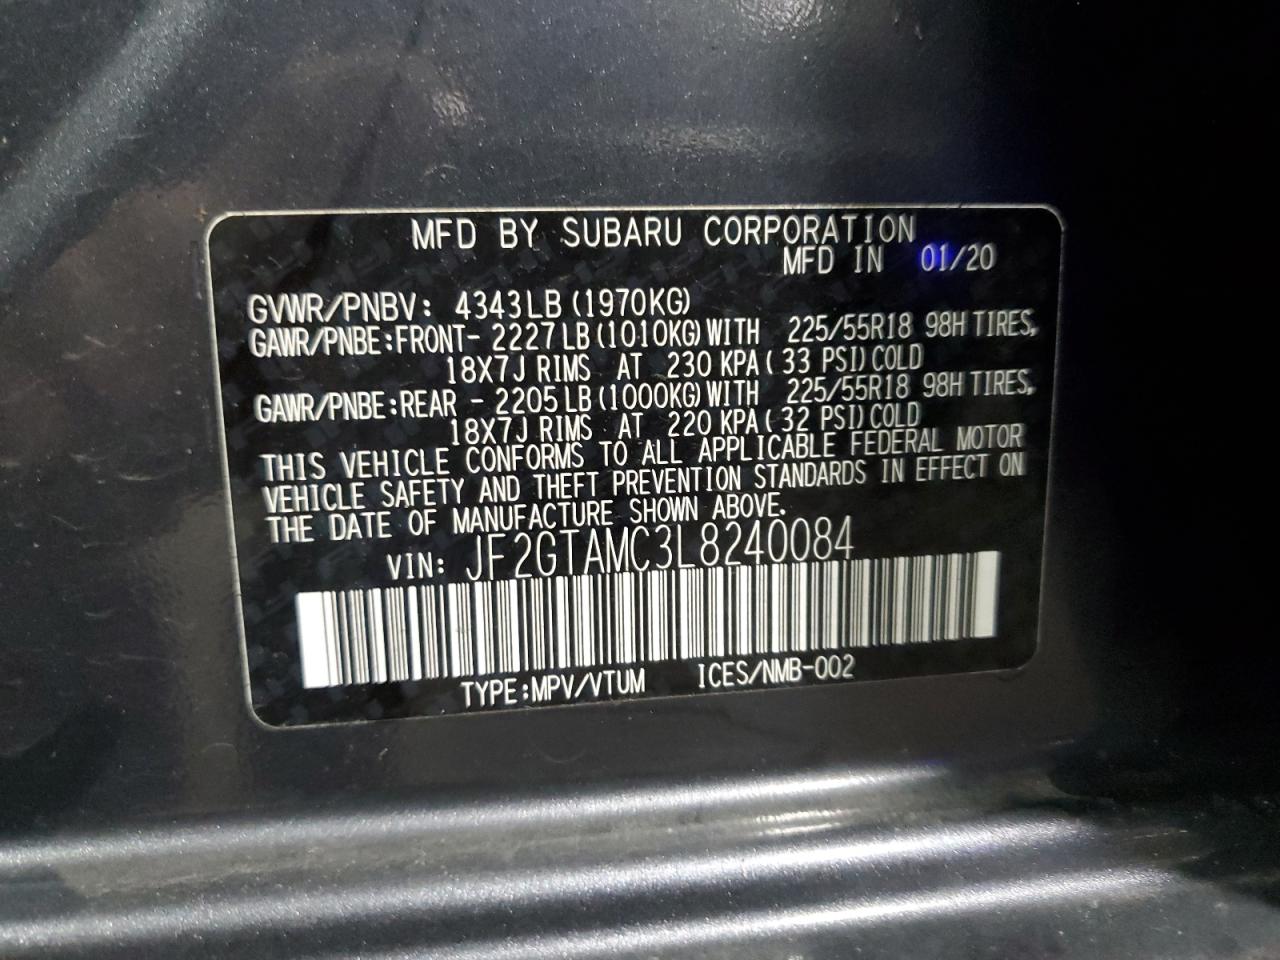 MFD BY SUBARU CORPORATION
MFD IN 01/20
GVWR/PNBV: 4343LB (1970KG)
GAWR/PNBE:FRONT- 2227 LB (1010KG) WITH 225/55R18 98H TIRES,
18X7J RIMS AT 230 KPA ( 33 PSI) COLD
GAWR/PNBE:REAR - 2205 LB (1000KG) WITH 225/55R18 98H TIRES,
18X7J RIMS AT 220 KPA ( 32 PSI) COLD
THIS VEHICLE CONFORMS TO ALL APPLICABLE FEDERAL MOTOR
VEHICLE SAFETY AND THEFT PREVENTION STANDARDS IN EFFECT ON
THE DATE OF MANUFACTURE SHOWN ABOVE.
VIN: JF2GTAMC3L8240084
TYPE:MPV/VTUM ICES/NMB-002